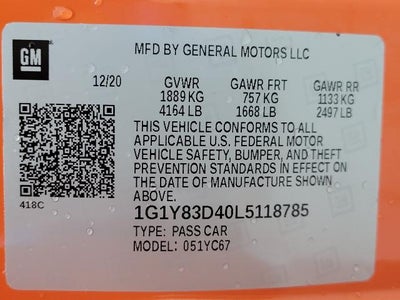 GM
MFD BY GENERAL MOTORS LLC
12/20 GVWR GAWR FRT GAWR RR
1889 KG 757 KG 1133 KG
4164 LB 1668 LB 2497 LB
THIS VEHICLE CONFORMS TO ALL
APPLICABLE U.S. FEDERAL MOTOR
VEHICLE SAFETY, BUMPER, AND THEFT
PREVENTION STANDARDS IN EFFECT ON
THE DATE OF MANUFACTURE SHOWN
ABOVE.
418C
1G1Y83D40L5118785
TYPE: PASS CAR
MODEL: 051YC67